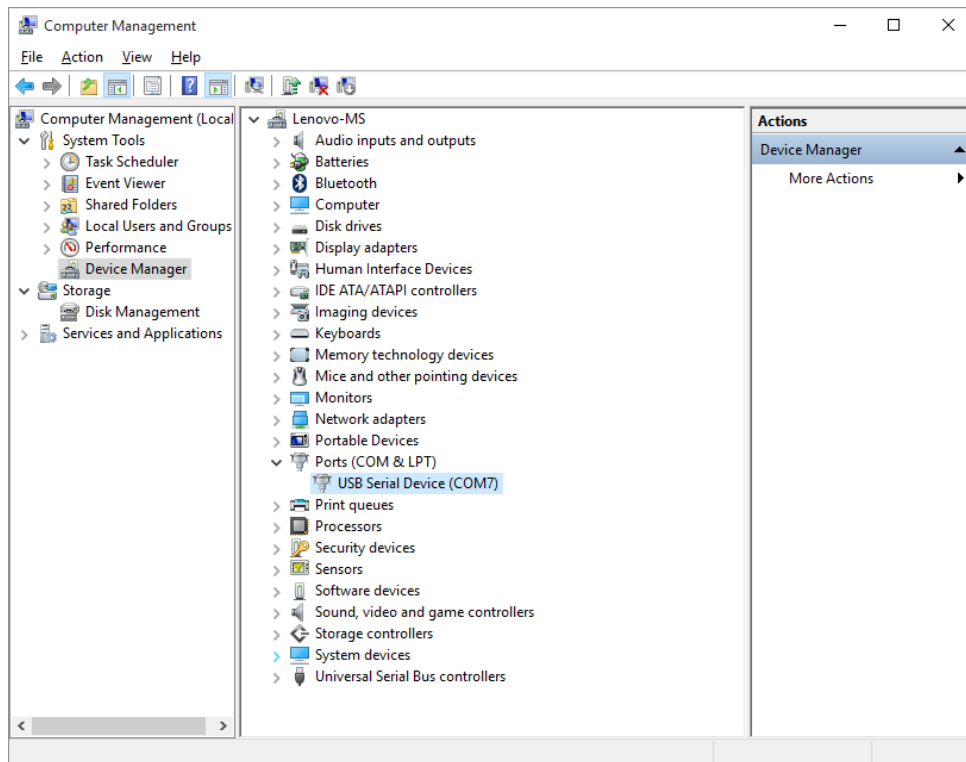 Computer Management
File Action View Help
Computer Management (Local
System Tools
Task Scheduler
Event Viewer
Shared Folders
Local Users and Groups
Performance
Device Manager
Storage
Disk Management
Services and Applications
Lenovo-MS
Audio inputs and outputs
Batteries
Bluetooth
Computer
Disk drives
Display adapters
Human Interface Devices
IDE ATA/ATAPI controllers
Imaging devices
Keyboards
Memory technology devices
Mice and other pointing devices
Monitors
Network adapters
Portable Devices
Ports (COM & LPT)
USB Serial Device (COM7)
Print queues
Processors
Security devices
Sensors
Software devices
Sound, video and game controllers
Storage controllers
System devices
Universal Serial Bus controllers
Actions
Device Manager
More Actions